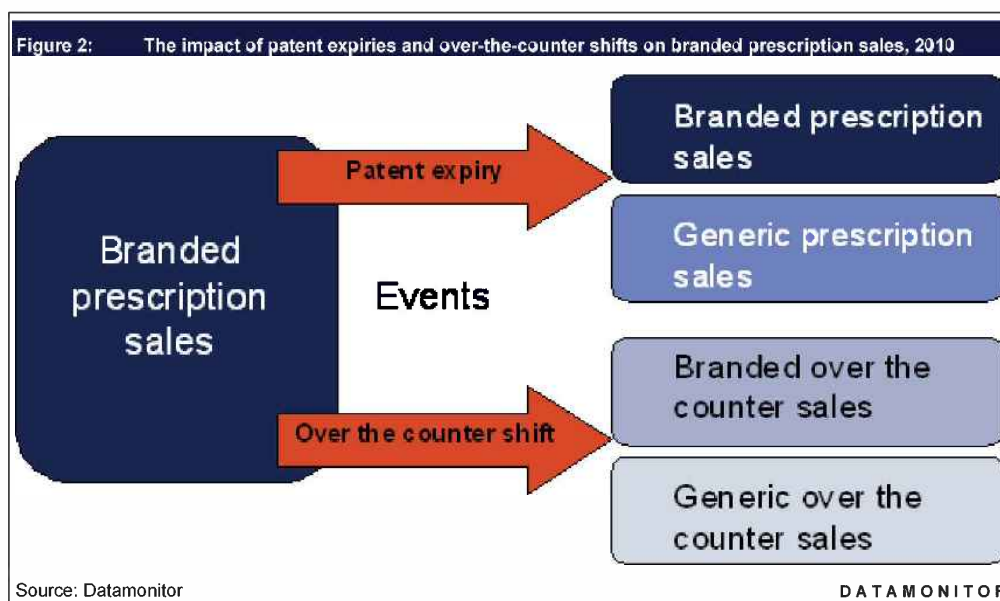 Figure 2: The impact of patent expiries and over-the-counter shifts on branded prescription sales, 2010
Branded
prescription
sales
Patent expiry
Events
Over the counter shift
Branded prescription
sales
Generic prescription
sales
Branded over the
counter sales
Generic over the
counter sales
Source: Datamonitor
DATAMONITOR